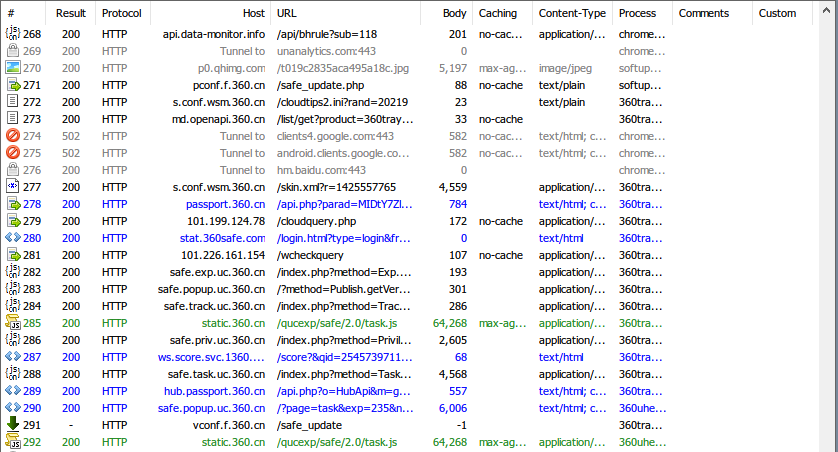 # Result Protocol Host URL Body Caching Content-Type Process Comments Custom
268 200 HTTP api.data-monitor.info /api/bhrule?sub=118 201 no-cac... application/... chrome...
269 200 HTTP Tunnel to unanalytics.com:443 0 chrome...
270 200 HTTP p0.qhimg.com /t019c2835aca495a18c.jpg 5,197 max-ag... image/jpeg softup...
271 200 HTTP pconf.f.360.cn /safe_update.php 88 no-cache text/plain softup...
272 200 HTTP s.conf.wsm.360.cn /cloudtips2.ini?rand=20219 23 text/plain 360tra...
273 200 HTTP md.openapi.360.cn /list/get?product=360tray... 33 no-cache 360tra...
274 502 HTTP Tunnel to clients4.google.com:443 582 no-cac... text/html; c... chrome...
275 502 HTTP Tunnel to android.clients.google.co... 582 no-cac... text/html; c... chrome...
276 200 HTTP Tunnel to hm.baidu.com:443 0 chrome...
277 200 HTTP s.conf.wsm.360.cn /skin.xml?r=1425557765 4,559 application/... 360tra...
278 200 HTTP passport.360.cn /api.php?parad=MIDtY7Zl... 784 text/html; c... 360tra...
279 200 HTTP 101.199.124.78 /cloudquery.php 172 no-cache application/... 360tra...
280 200 HTTP stat.360safe.com /login.html?type=login&fr... 0 text/html 360tra...
281 200 HTTP 101.226.161.154 /wcheckquery 107 no-cache application/... 360tra...
282 200 HTTP safe.exp.uc.360.cn /index.php?method=Exp.... 193 application/... 360tra...
283 200 HTTP safe.popup.uc.360.cn /?method=Publish.getVer... 301 application/... 360tra...
284 200 HTTP safe.track.uc.360.cn /index.php?method=Trac... 286 application/... 360tra...
285 200 HTTP static.360.cn /qucexp/safe/2.0/task.js 64,268 max-ag... application/... 360tra...
286 200 HTTP safe.priv.uc.360.cn /index.php?method=Privil... 2,605 application/... 360tra...
287 200 HTTP ws.score.svc.1360.... /score?&qid=2545739711... 68 text/html 360tra...
288 200 HTTP safe.task.uc.360.cn /index.php?method=Task... 4,568 application/... 360tra...
289 200 HTTP hub.passport.360.cn /api.php?o=HubApi&m=g... 557 text/html; c... 360tra...
290 200 HTTP safe.popup.uc.360.cn /?page=task&exp=235&n... 6,006 text/html; c... 360uhe...
291 - HTTP vconf.f.360.cn /safe_update -1 360tra...
292 200 HTTP static.360.cn /qucexp/safe/2.0/task.js 64,268 max-ag... application/... 360uhe...